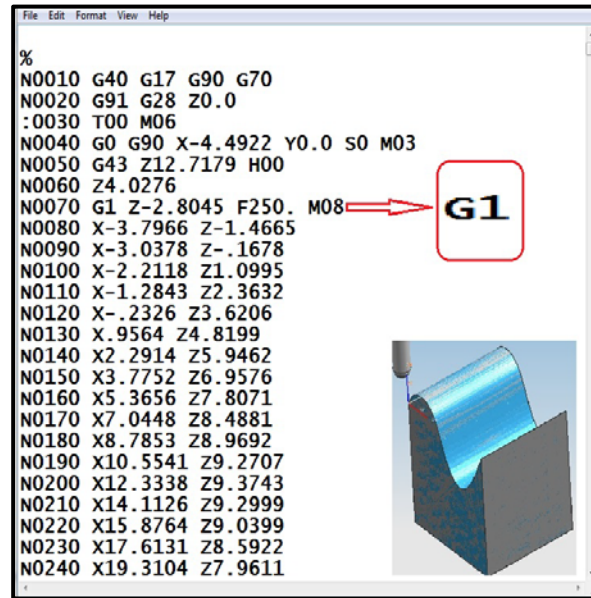 File Edit Format View Help
%
N0010 G40 G17 G90 G70
N0020 G91 G28 Z0.0
:0030 T00 M06
N0040 G0 G90 X-4.4922 Y0.0 S0 M03
N0050 G43 Z12.7179 H00
N0060 Z4.0276
N0070 G1 Z-2.8045 F250. M08
G1
N0080 X-3.7966 Z-1.4665
N0090 X-3.0378 Z-.1678
N0100 X-2.2118 Z1.0995
N0110 X-1.2843 Z2.3632
N0120 X-.2326 Z3.6206
N0130 X.9564 Z4.8199
N0140 X2.2914 Z5.9462
N0150 X3.7752 Z6.9576
N0160 X5.3656 Z7.8071
N0170 X7.0448 Z8.4881
N0180 X8.7853 Z8.9692
N0190 X10.5541 Z9.2707
N0200 X12.3338 Z9.3743
N0210 X14.1126 Z9.2999
N0220 X15.8764 Z9.0399
N0230 X17.6131 Z8.5922
N0240 X19.3104 Z7.9611